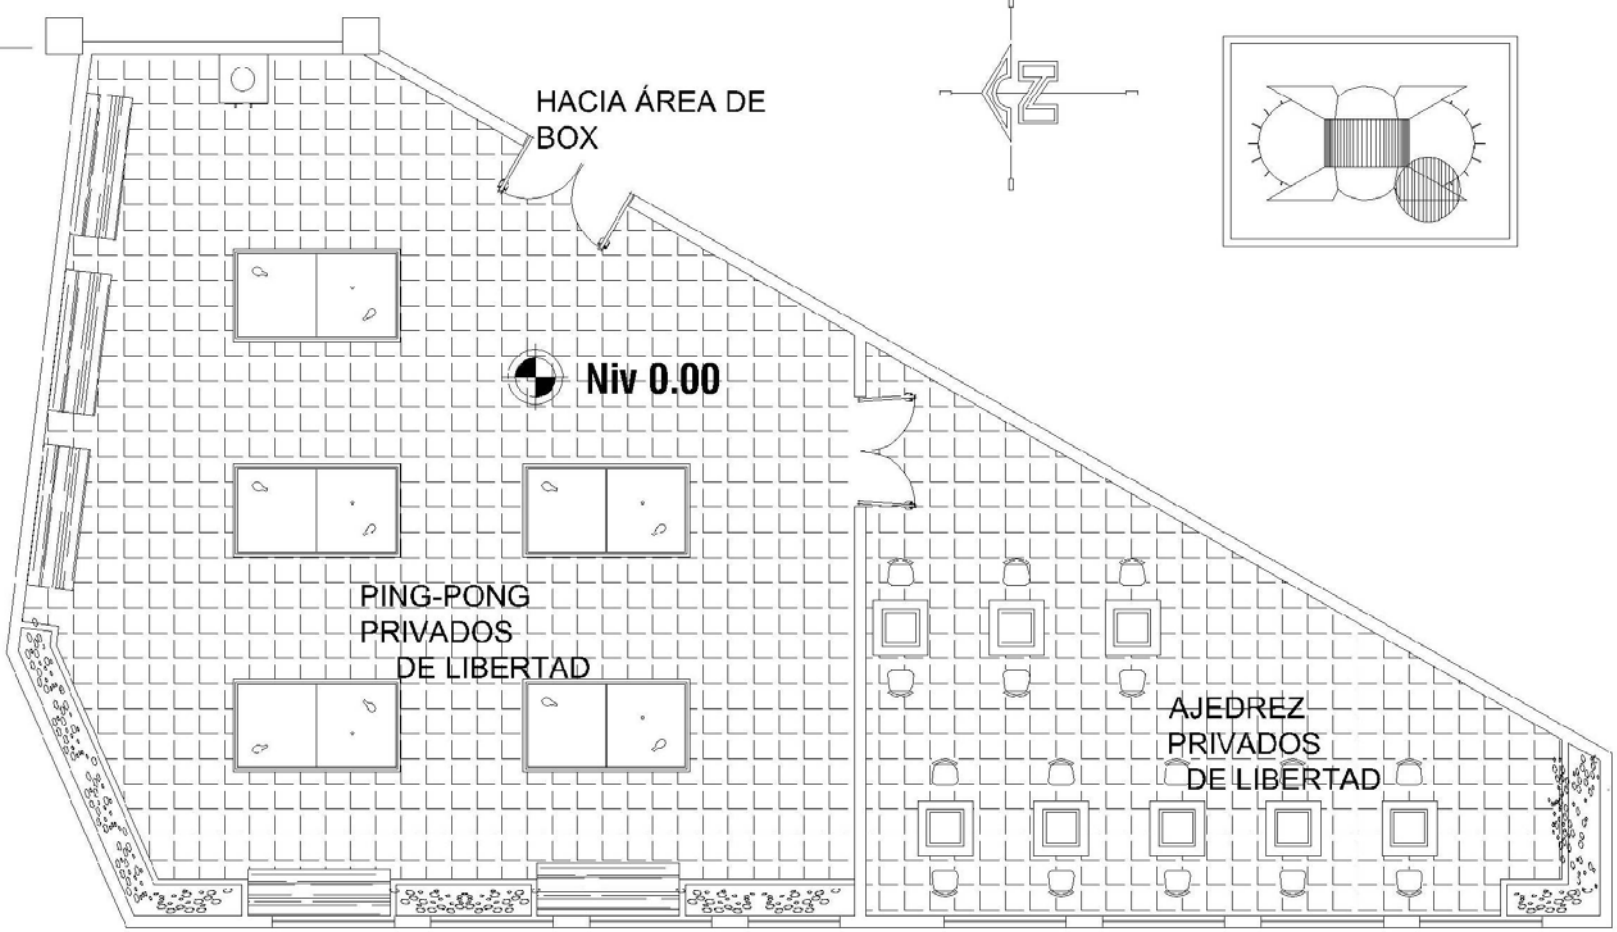 HACIA ÁREA DE
BOX
N
Niv 0.00
PING-PONG
PRIVADOS
DE LIBERTAD
AJEDREZ
PRIVADOS
DE LIBERTAD